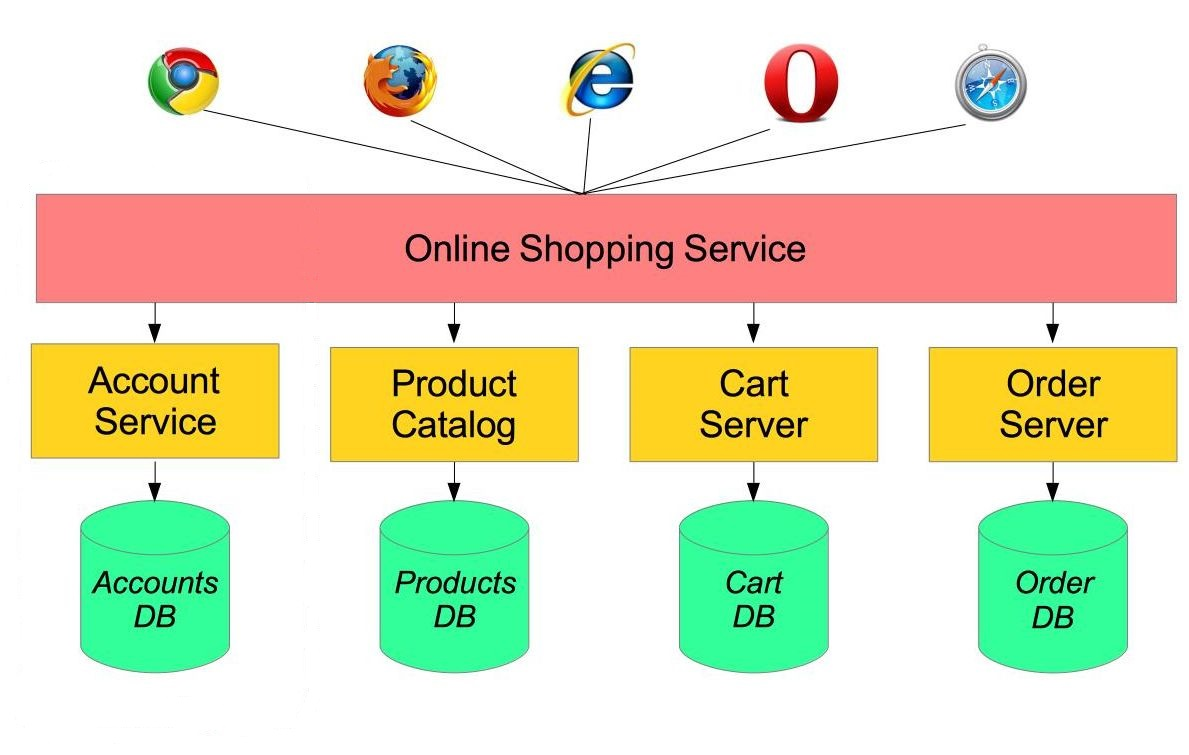 Online Shopping Service
Account
Service
Product
Catalog
Cart
Server
Order
Server
Accounts
DB
Products
DB
Cart
DB
Order
DB